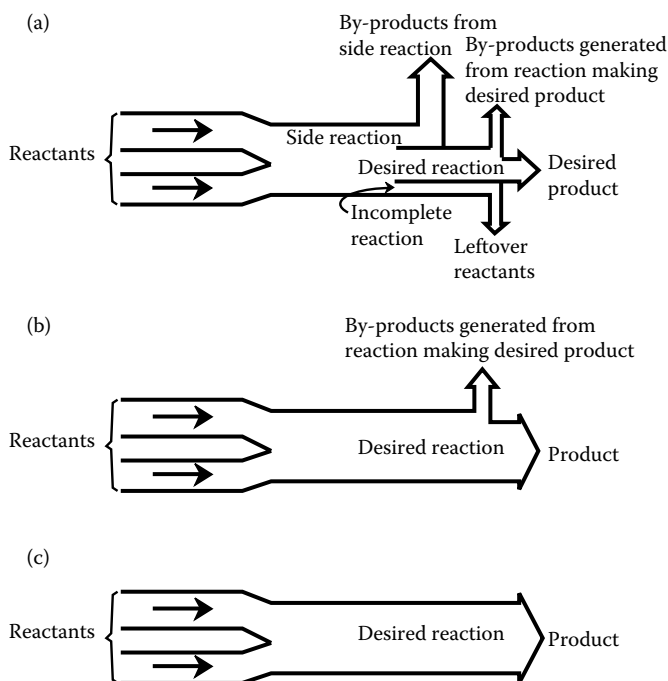 (a)
By-products from
side reaction
By-products generated
from reaction making
desired product
Reactants
Side reaction
Desired reaction
Desired
product
Incomplete
reaction
Leftover
reactants
(b)
By-products generated from
reaction making desired product
Reactants
Desired reaction
Product
(c)
Reactants
Desired reaction
Product